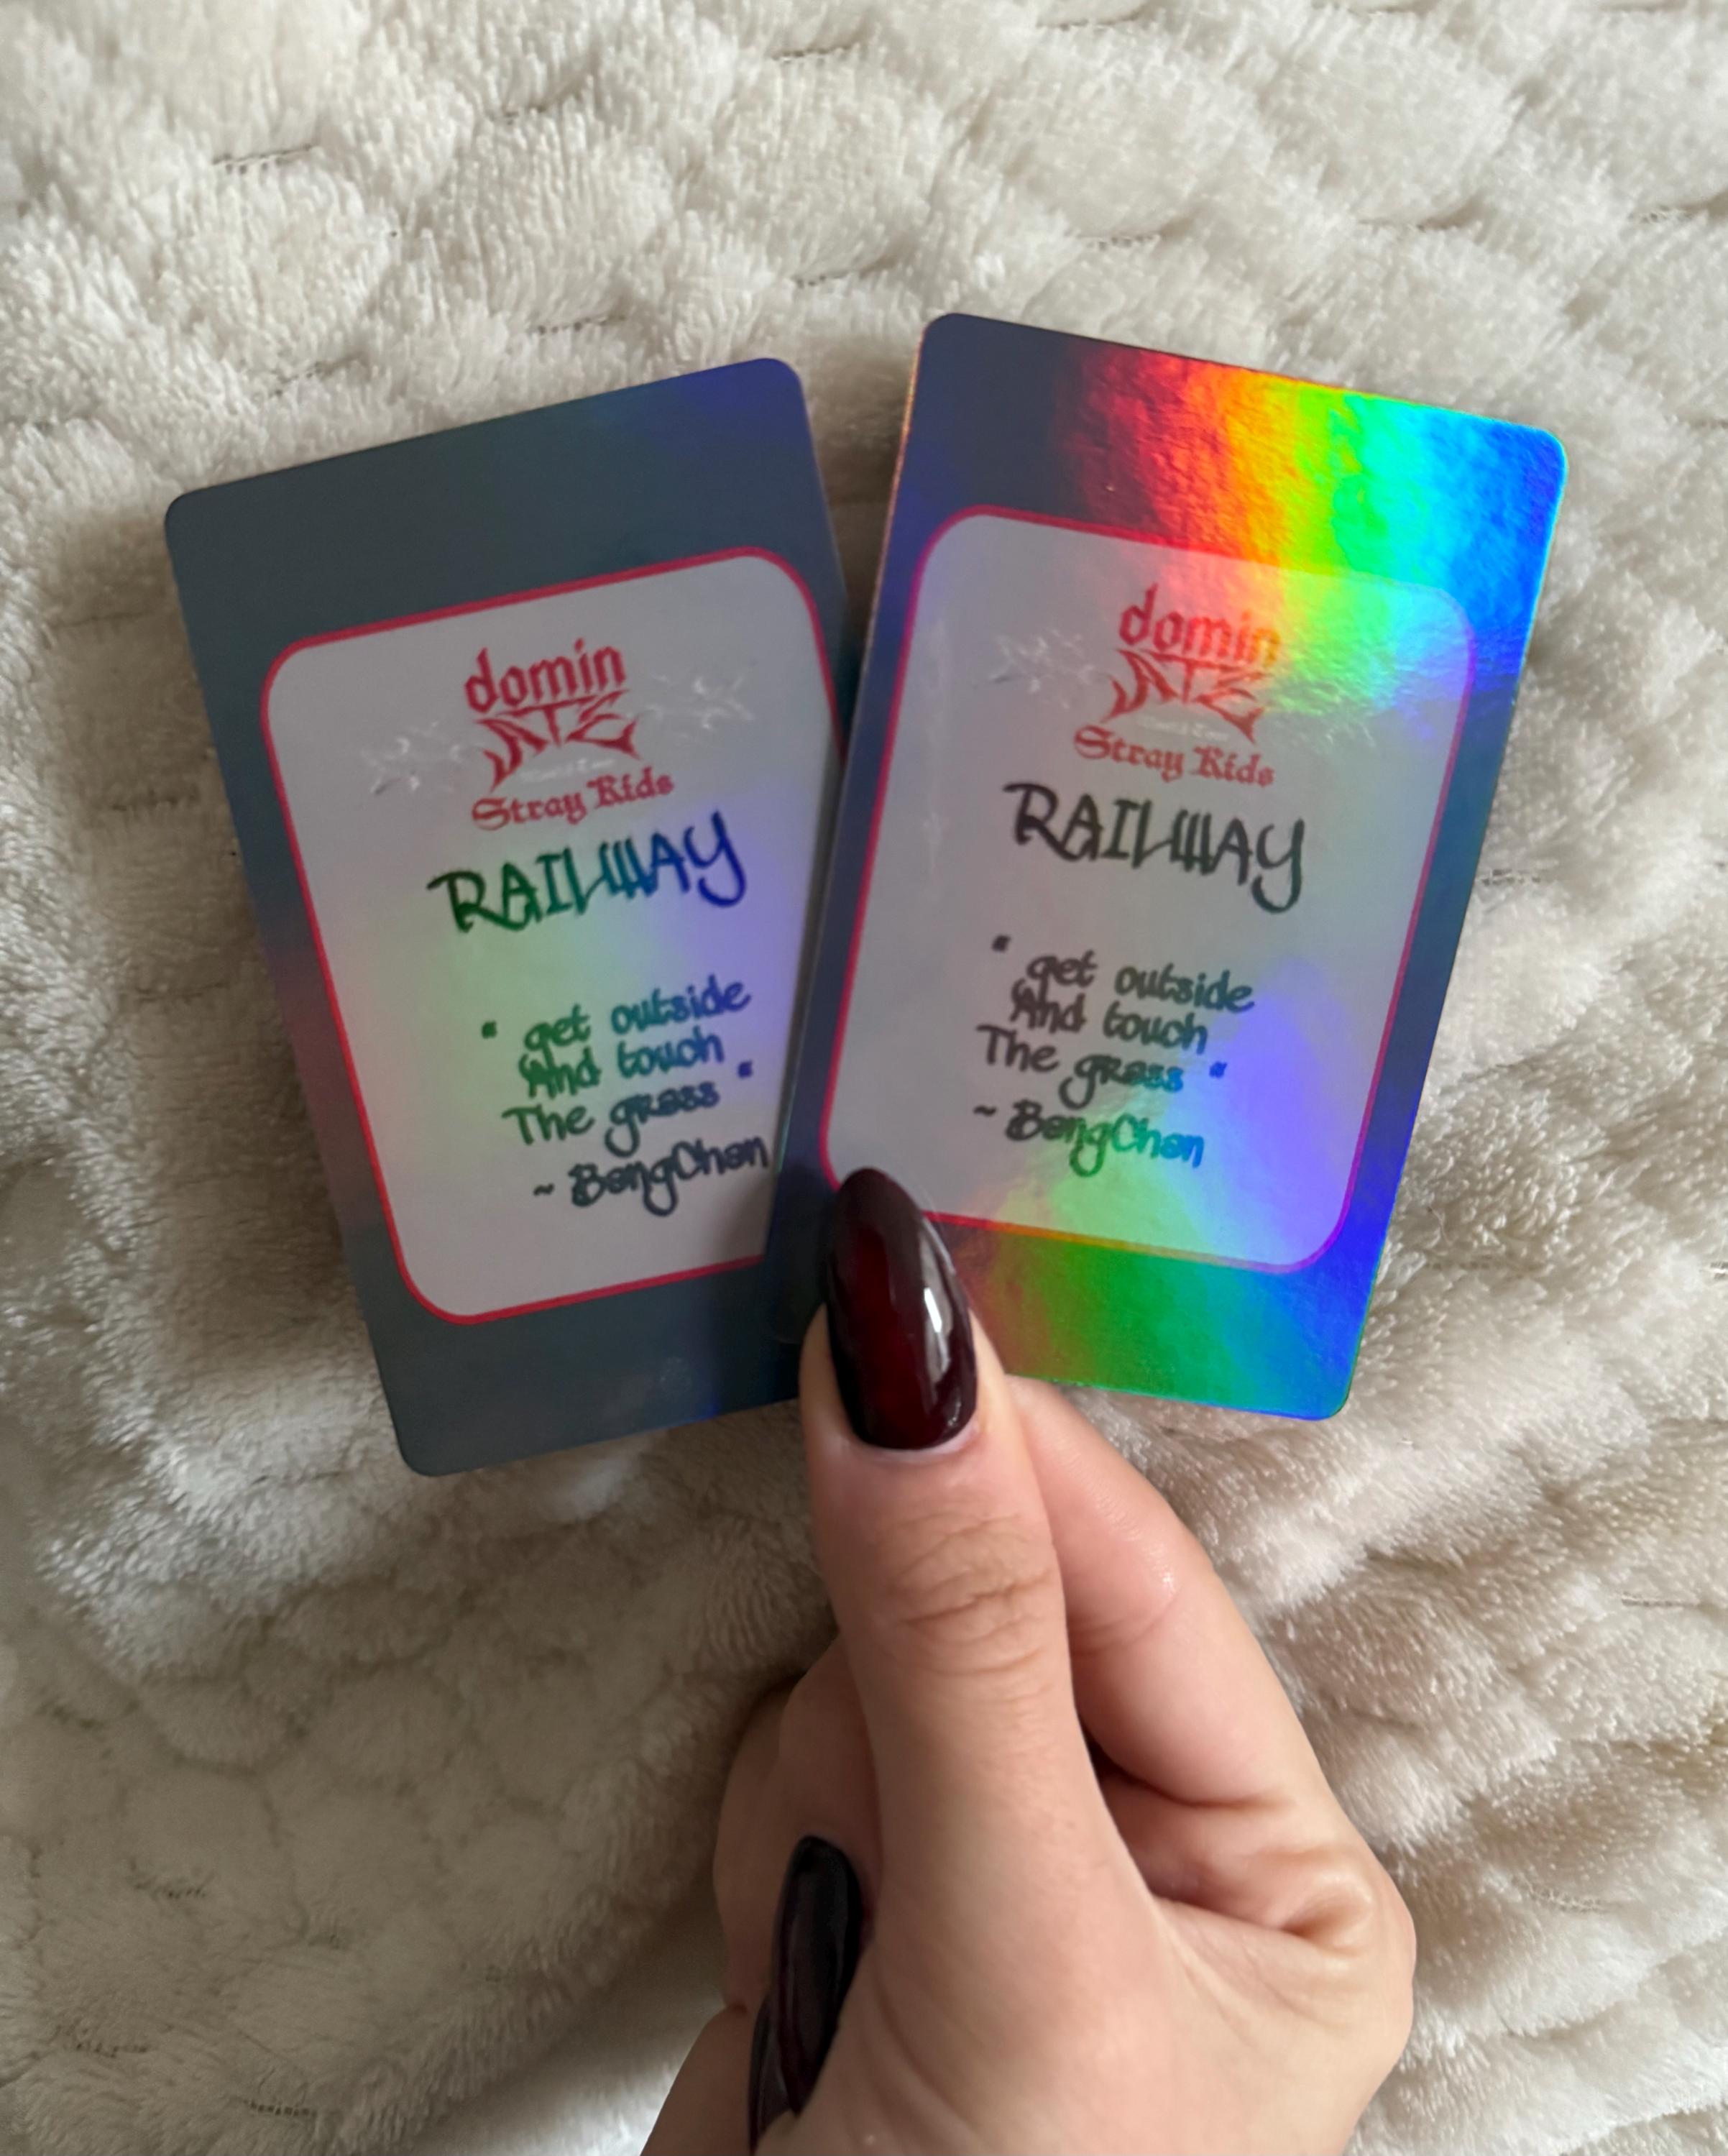 domin
ATE
Stray Kids
RAILWAY
" get outside
And touch
The grass "
~ BangChan
domin
ATE
Stray Kids
RAILWAY
" get outside
And touch
The grass "
~ BangChan